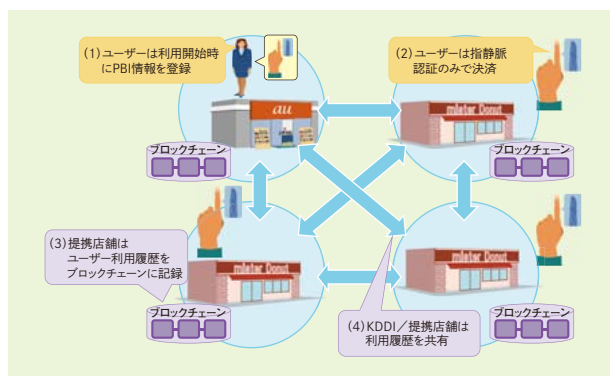 (1)ユーザーは利用開始時
にPBI情報を登録
(2)ユーザーは指静脈
認証のみで決済
au
mister Donut
ブロックチェーン
ブロックチェーン
(3)提携店舗は
ユーザー利用履歴を
ブロックチェーンに記録
mister Donut
mister Donut
ブロックチェーン
(4)KDDI/提携店舗は
利用履歴を共有
ブロックチェーン